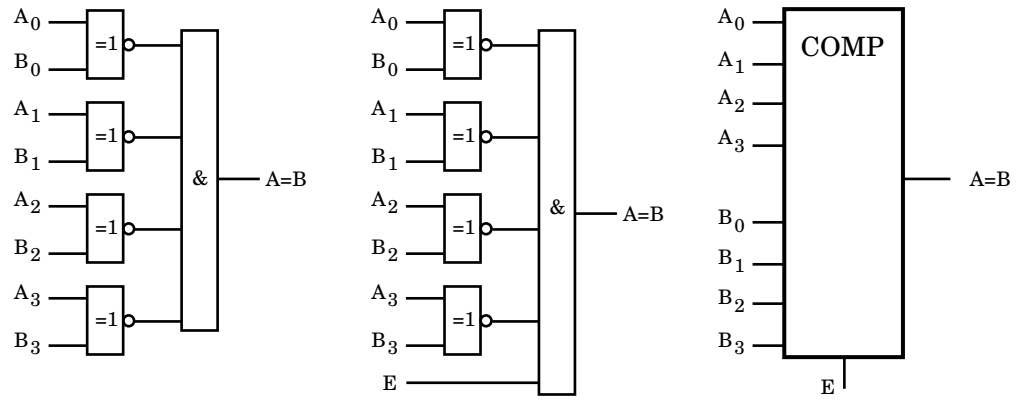 A0
=1
B0
A1
=1
B1
A2
=1
B2
A3
=1
B3
&
A=B
A0
=1
B0
A1
=1
B1
A2
=1
B2
A3
=1
B3
E
&
A=B
COMP
A0
A1
A2
A3
B0
B1
B2
B3
E
A=B